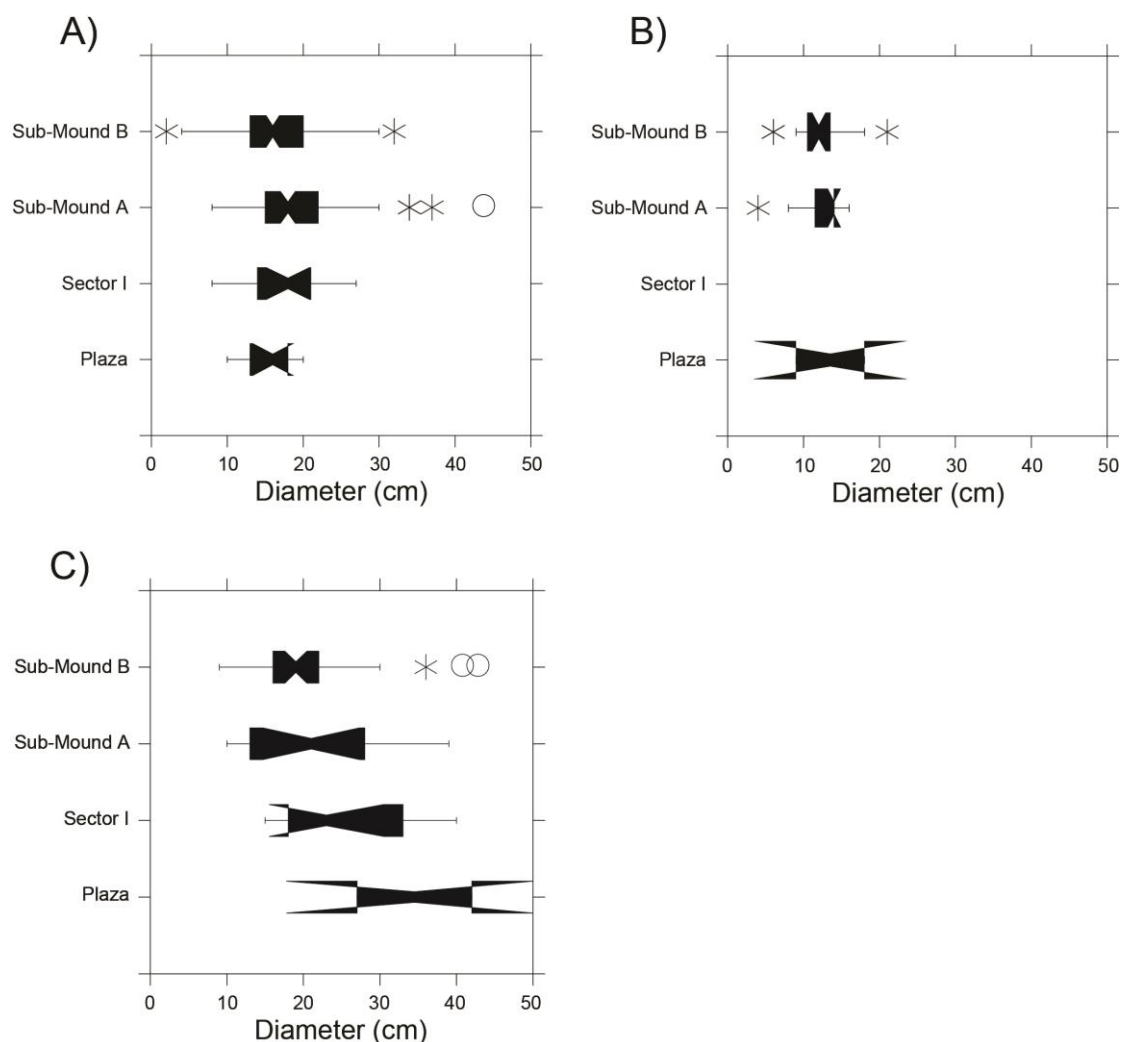 A)
Sub-Mound B
Sub-Mound A
Sector I
Plaza
0 10 20 30 40 50
Diameter (cm)
B)
Sub-Mound B
Sub-Mound A
Sector I
Plaza
0 10 20 30 40 50
Diameter (cm)
C)
Sub-Mound B
Sub-Mound A
Sector I
Plaza
0 10 20 30 40 50
Diameter (cm)